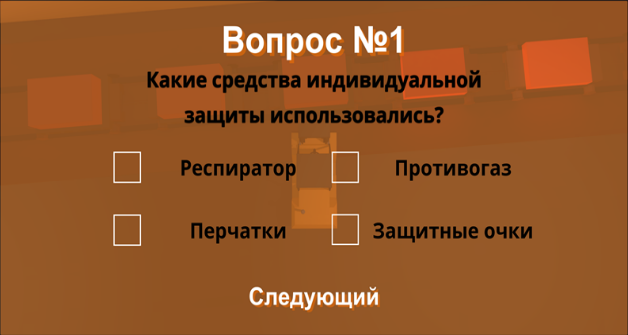 Вопрос №1
Какие средства индивидуальной
защиты использовались?
Респиратор Противогаз
Перчатки Защитные очки
Следующий